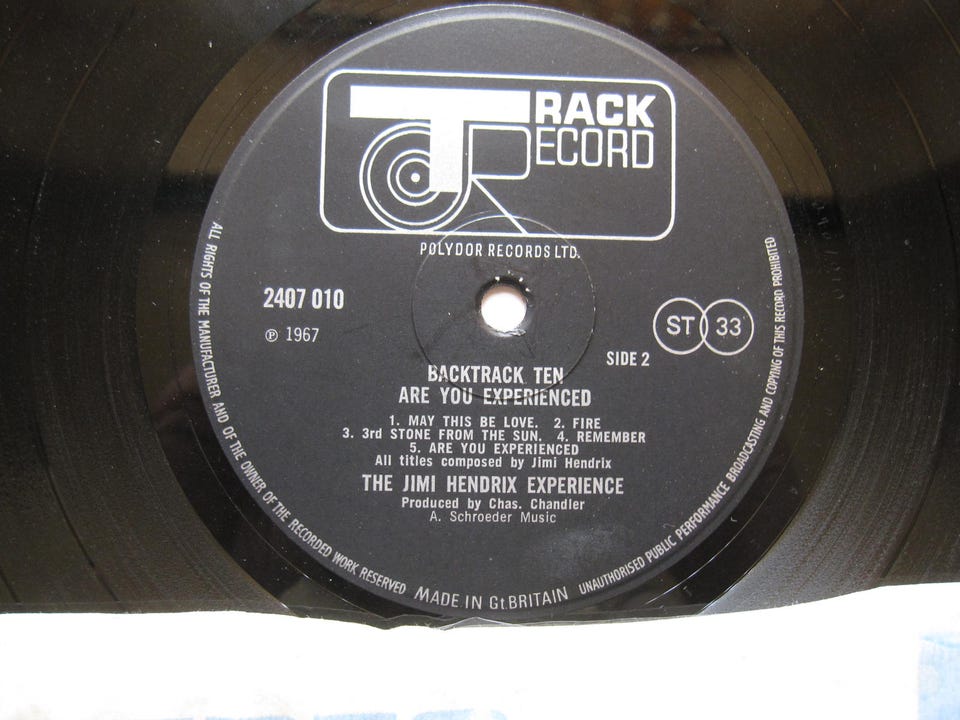 TRACK
RECORD
POLYDOR RECORDS LTD.
2407 010
℗ 1967
ST 33
SIDE 2
BACKTRACK TEN
ARE YOU EXPERIENCED
1. MAY THIS BE LOVE. 2. FIRE
3. 3rd STONE FROM THE SUN. 4. REMEMBER
5. ARE YOU EXPERIENCED
All titles composed by Jimi Hendrix
THE JIMI HENDRIX EXPERIENCE
Produced by Chas. Chandler
A. Schroeder Music
ALL RIGHTS OF THE MANUFACTURER AND OF THE OWNER OF THE RECORDED WORK RESERVED
MADE IN Gt. BRITAIN
UNAUTHORISED PUBLIC PERFORMANCE BROADCASTING AND COPYING OF THIS RECORD PROHIBITED